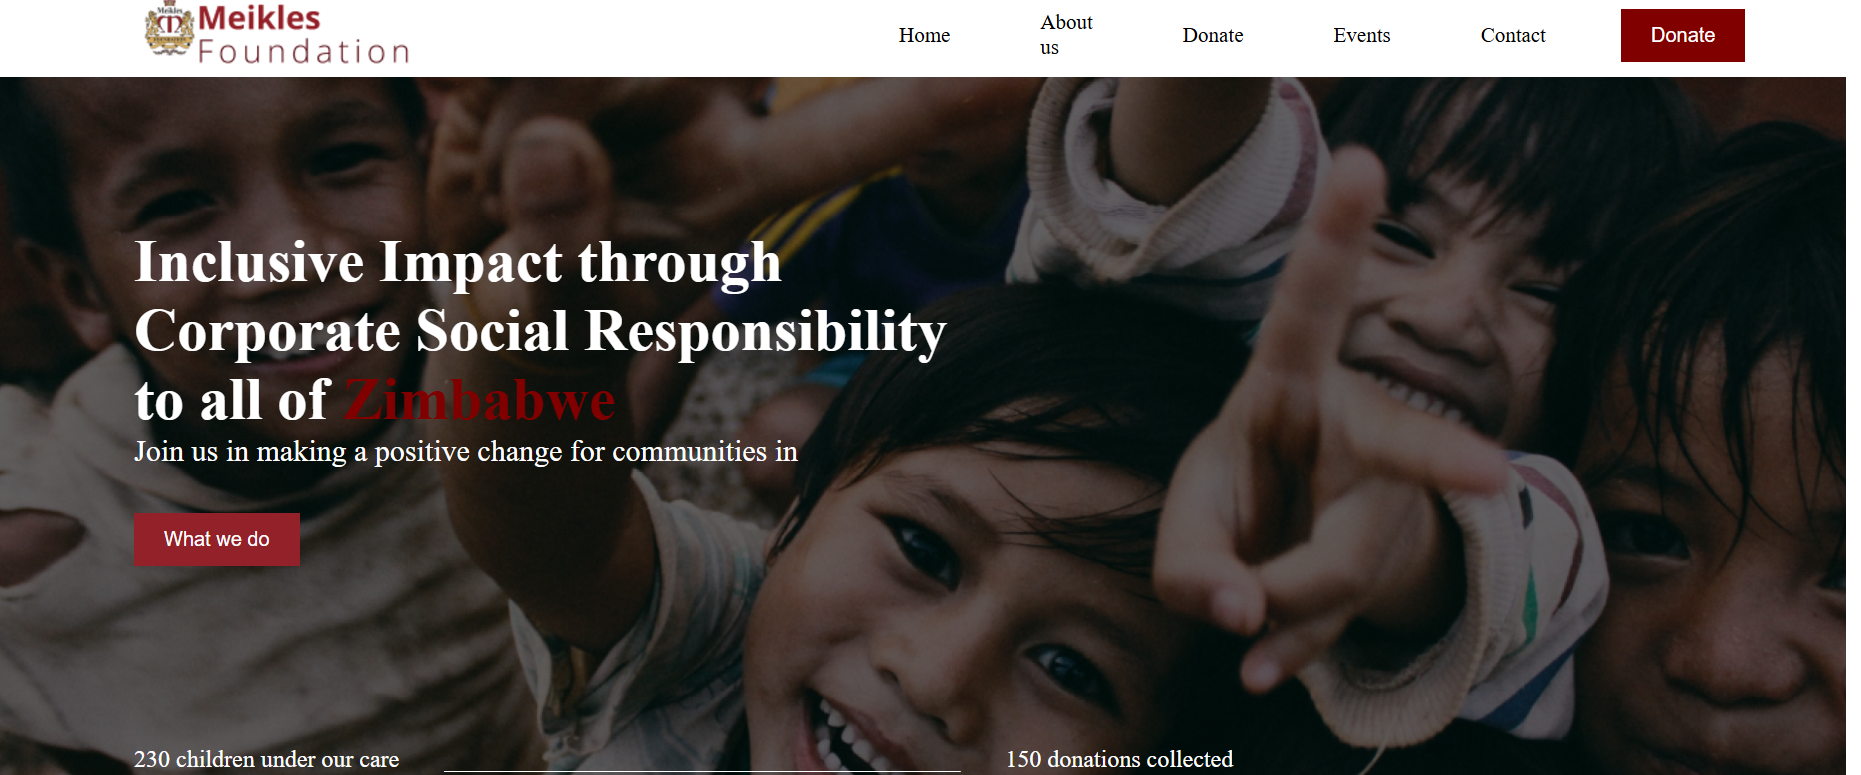 Meikles
Foundation
Home
About
us
Donate
Events
Contact
Donate
Inclusive Impact through
Corporate Social Responsibility
to all of Zimbabwe
Join us in making a positive change for communities in
What we do
230 children under our care
150 donations collected